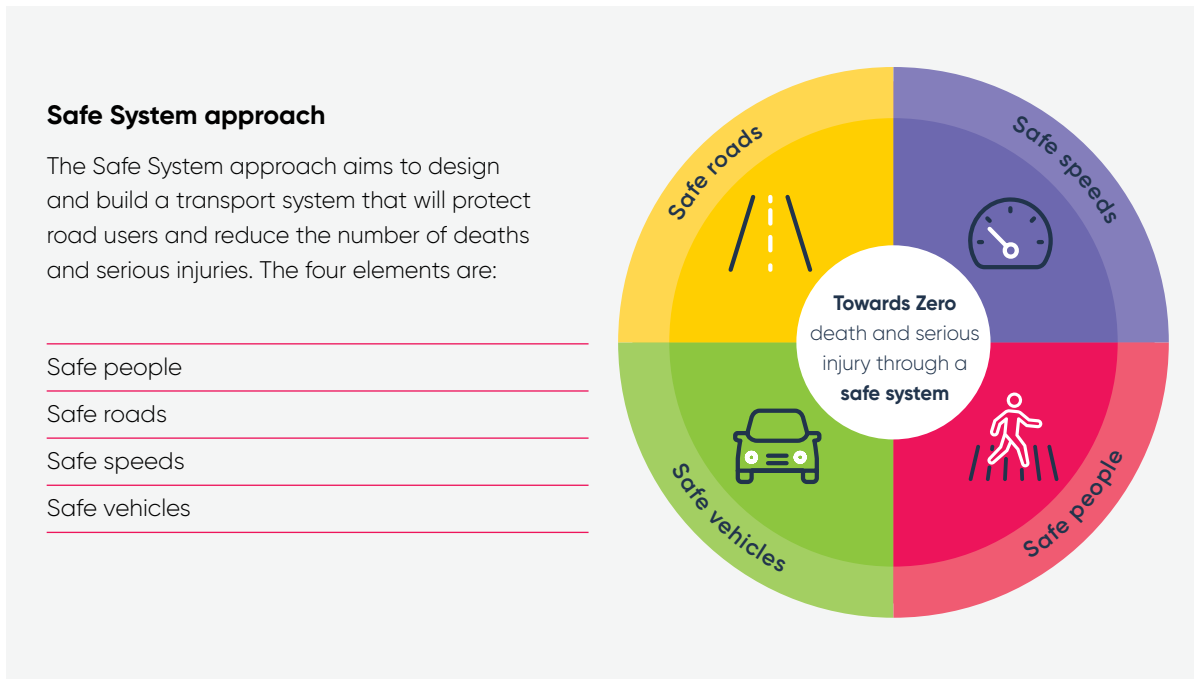 Safe System approach
The Safe System approach aims to design
and build a transport system that will protect
road users and reduce the number of deaths
and serious injuries. The four elements are:
Safe people
Safe roads
Safe speeds
Safe vehicles
Safe roads
Safe speeds
Towards Zero
death and serious
injury through a
safe system
Safe vehicles
Safe people